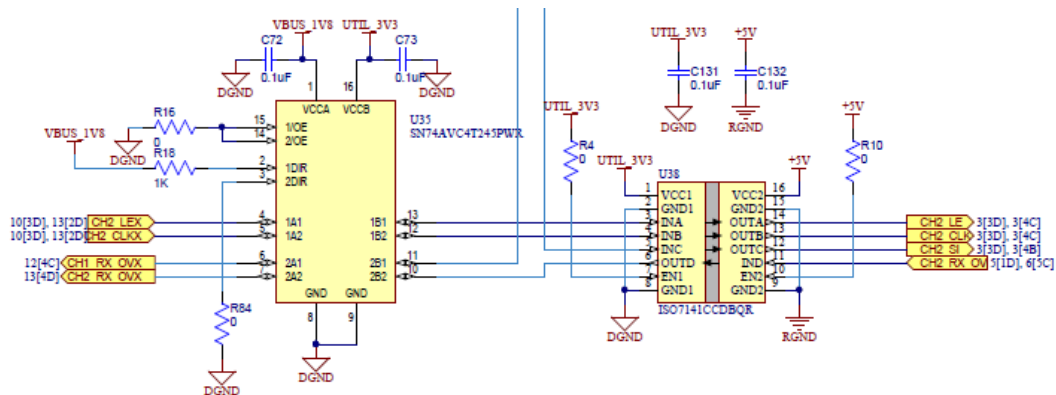 VBUS_1V8 UTIL_3V3
C72 C73
0.1uF 0.1uF
DGND DGND
UTIL_3V3 +5V
C131 C132
0.1uF 0.1uF
DGND RGND
1 16
VCCA VCCB
U35
SN74AVC4T245PWR
R16
0
DGND
15 1/OE
14 2/OE
VBUS_1V8
R18
1K
2 1DIR
3 2DIR
10[3D], 13[2D] CH2_LEX 4 1A1 1B1 13
10[3D], 13[2D] CH2_CLKX 5 1A2 1B2 12
12[4C] CH1_RX_OVX 6 2A1 2B1 11
13[4D] CH2_RX_OVX 7 2A2 2B2 10
GND GND
8 9
R84
0
DGND
DGND
UTIL_3V3
R4
0
+5V
R10
0
UTIL_3V3 U38 +5V
1 VCC1 VCC2 16
2 GND1 GND2 15
3 INA OUTA 14 CH2_LE 3[3D], 3[4C]
4 INB OUTB 13 CH2_CLK 3[3D], 3[4C]
5 INC OUTC 12 CH2_SI 3[3D], 3[4B]
6 OUTD IND 11 CH2_RX_OV 5[1D], 6[5C]
7 EN1 EN2 10
8 GND1 GND2 9
ISO7141CCDBQR
DGND RGND